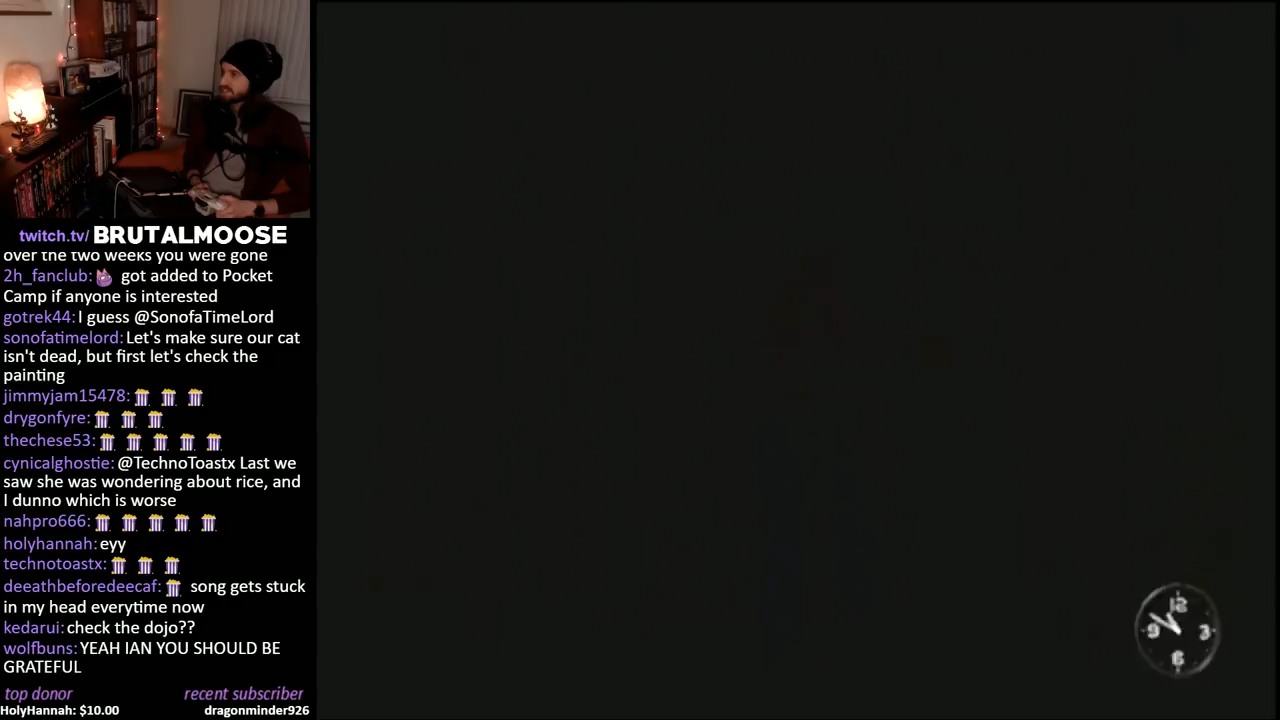 twitch.tv/ BRUTALMOOSE
over the two weeks you were gone
2h_fanclub: got added to Pocket
Camp if anyone is interested
gotrek44: I guess @SonofaTimeLord
sonofatimelord: Let's make sure our cat
isn't dead, but first let's check the
painting
jimmyjam15478:
drygonfyre:
thechese53:
cynicalghostie: @TechnoToastx Last we
saw she was wondering about rice, and
I dunno which is worse
nahpro666:
holyhannah: eyy
technotoastx:
deeathbeforedeecaf: song gets stuck
in my head everytime now
kedarui: check the dojo??
wolfbuns: YEAH IAN YOU SHOULD BE
GRATEFUL
top donor recent subscriber
HolyHannah: $10.00 dragonminder926
12
9 3
6